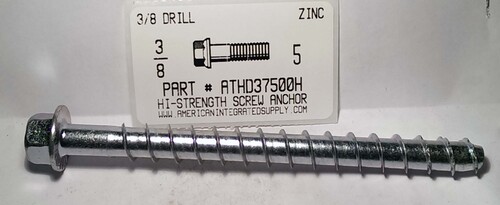 3/8 DRILL ZINC
3/8 5
PART # ATHD37500H
HI-STRENGTH SCREW ANCHOR
WWW.AMERICANINTEGRATEDSUPPLY.COM